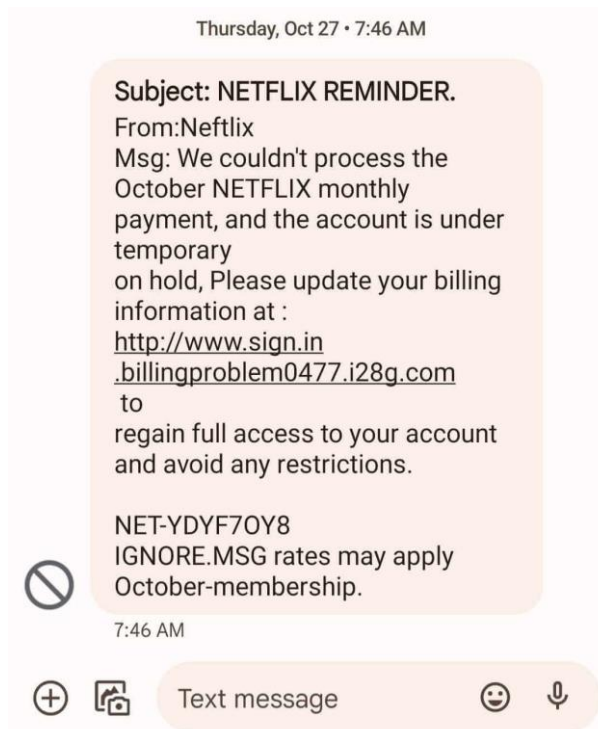 Thursday, Oct 27 • 7:46 AM
Subject: NETFLIX REMINDER.
From:Neftlix
Msg: We couldn't process the
October NETFLIX monthly
payment, and the account is under
temporary
on hold, Please update your billing
information at :
http://www.sign.in
.billingproblem0477.i28g.com
to
regain full access to your account
and avoid any restrictions.
NET-YDYF7OY8
IGNORE.MSG rates may apply
October-membership.
7:46 AM
Text message